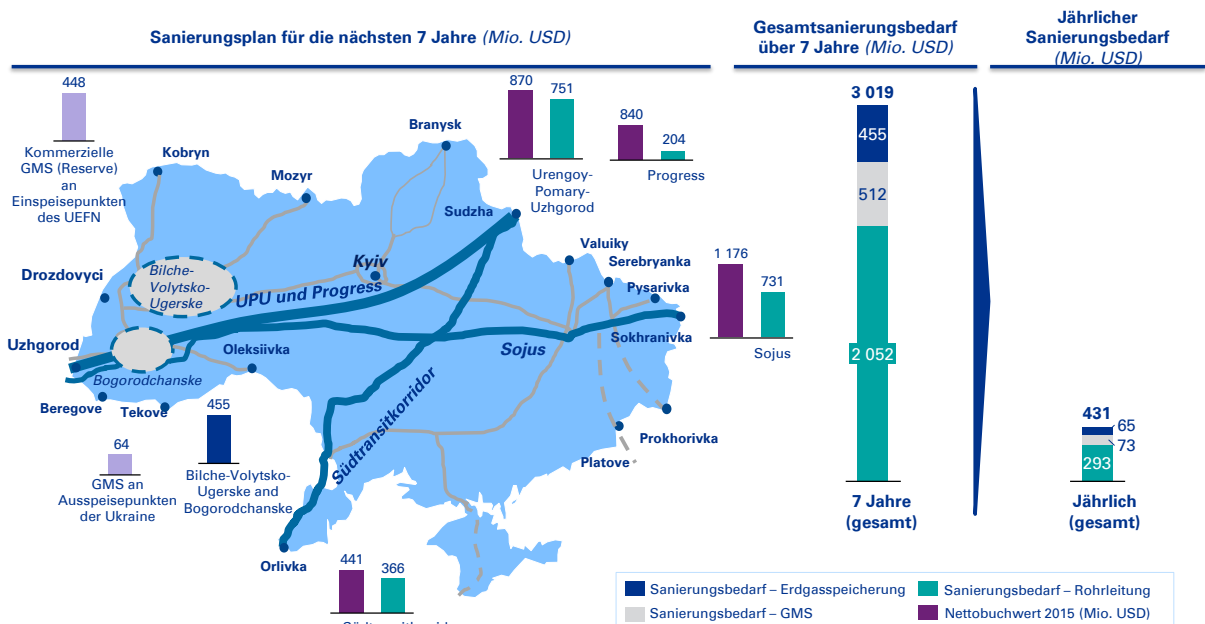 Sanierungsplan für die nächsten 7 Jahre (Mio. USD)
Gesamtsanierungsbedarf
über 7 Jahre (Mio. USD)
Jährlicher
Sanierungsbedarf
(Mio. USD)
448
Kommerzielle
GMS (Reserve)
an
Einspeisepunkten
des UEFN
870
751
Urengoy-
Pomary-
Uzhgorod
840
204
Progress
Branysk
Kobryn
Mozyr
Sudzha
Valuiky
Serebryanka
Pysarivka
Sokhranivka
Kyiv
Drozdovyci
Bilche-
Volytsko-
Ugerske
UPU und Progress
1 176
731
Sojus
Uzhgorod
Oleksiivka
Sojus
Bogorodchanske
Beregove
Tekove
Südtransitkorridor
Prokhorivka
Platove
64
GMS an
Ausspeisepunkten
der Ukraine
455
Bilche-Volytsko-
Ugerske and
Bogorodchanske
Orlivka
441
366
3 019
455
512
2 052
7 Jahre
(gesamt)
431
65
73
293
Jährlich
(gesamt)
Sanierungsbedarf – Erdgasspeicherung
Sanierungsbedarf – Rohrleitung
Sanierungsbedarf – GMS
Nettobuchwert 2015 (Mio. USD)